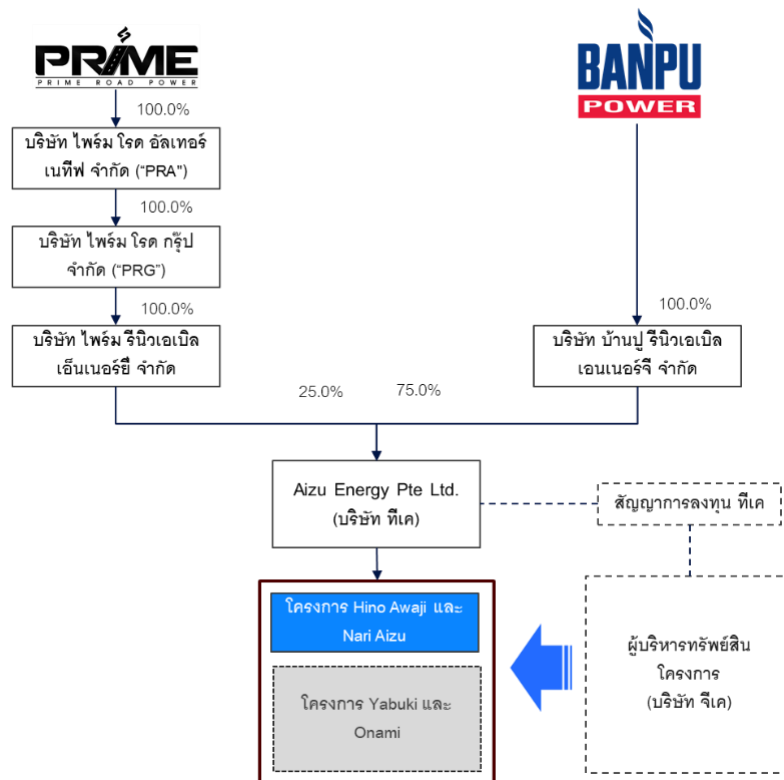 PRIME
PRIME ROAD POWER
BANPU
POWER
100.0%
บริษัท ไพร์ม โรด อัลเทอร์
เนทีฟ จำกัด ("PRA")
100.0%
บริษัท ไพร์ม โรด กรุ๊ป
จำกัด ("PRG")
100.0%
100.0%
บริษัท ไพร์ม รีนิวเอเบิล
เอ็นเนอร์ยี่ จำกัด
บริษัท บ้านปู รีนิวเอเบิล
เอนเนอร์จี จำกัด
25.0%
75.0%
Aizu Energy Pte Ltd.
(บริษัท ทีเค)
สัญญาการลงทุน ทีเค
โครงการ Hino Awaji และ
Nari Aizu
โครงการ Yabuki และ
Onami
ผู้บริหารทรัพย์สิน
โครงการ
(บริษัท จีเค)